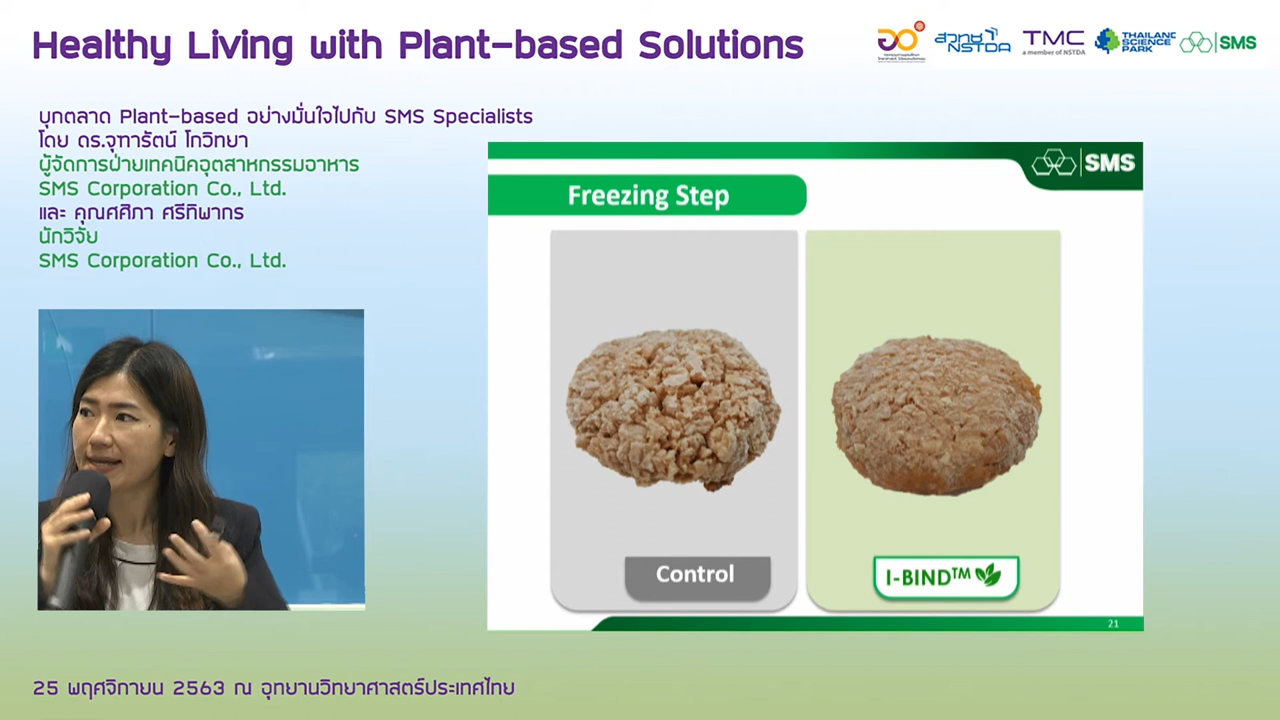 Healthy Living with Plant-based Solutions
สวทช
NSTDA
TMC
a member of NSTDA
THAILAND
SCIENCE
PARK
SMS
บุกตลาด Plant-based อย่างมั่นใจไปกับ SMS Specialists
โดย ดร.จุฑารัตน์ โกวิทยา
ผู้จัดการฝ่ายเทคนิคอุตสาหกรรมอาหาร
SMS Corporation Co., Ltd.
และ คุณศศิภา ศรีทิพากร
นักวิจัย
SMS Corporation Co., Ltd.
SMS
Freezing Step
Control
I-BIND™
21
25 พฤศจิกายน 2563 ณ อุทยานวิทยาศาสตร์ประเทศไทย